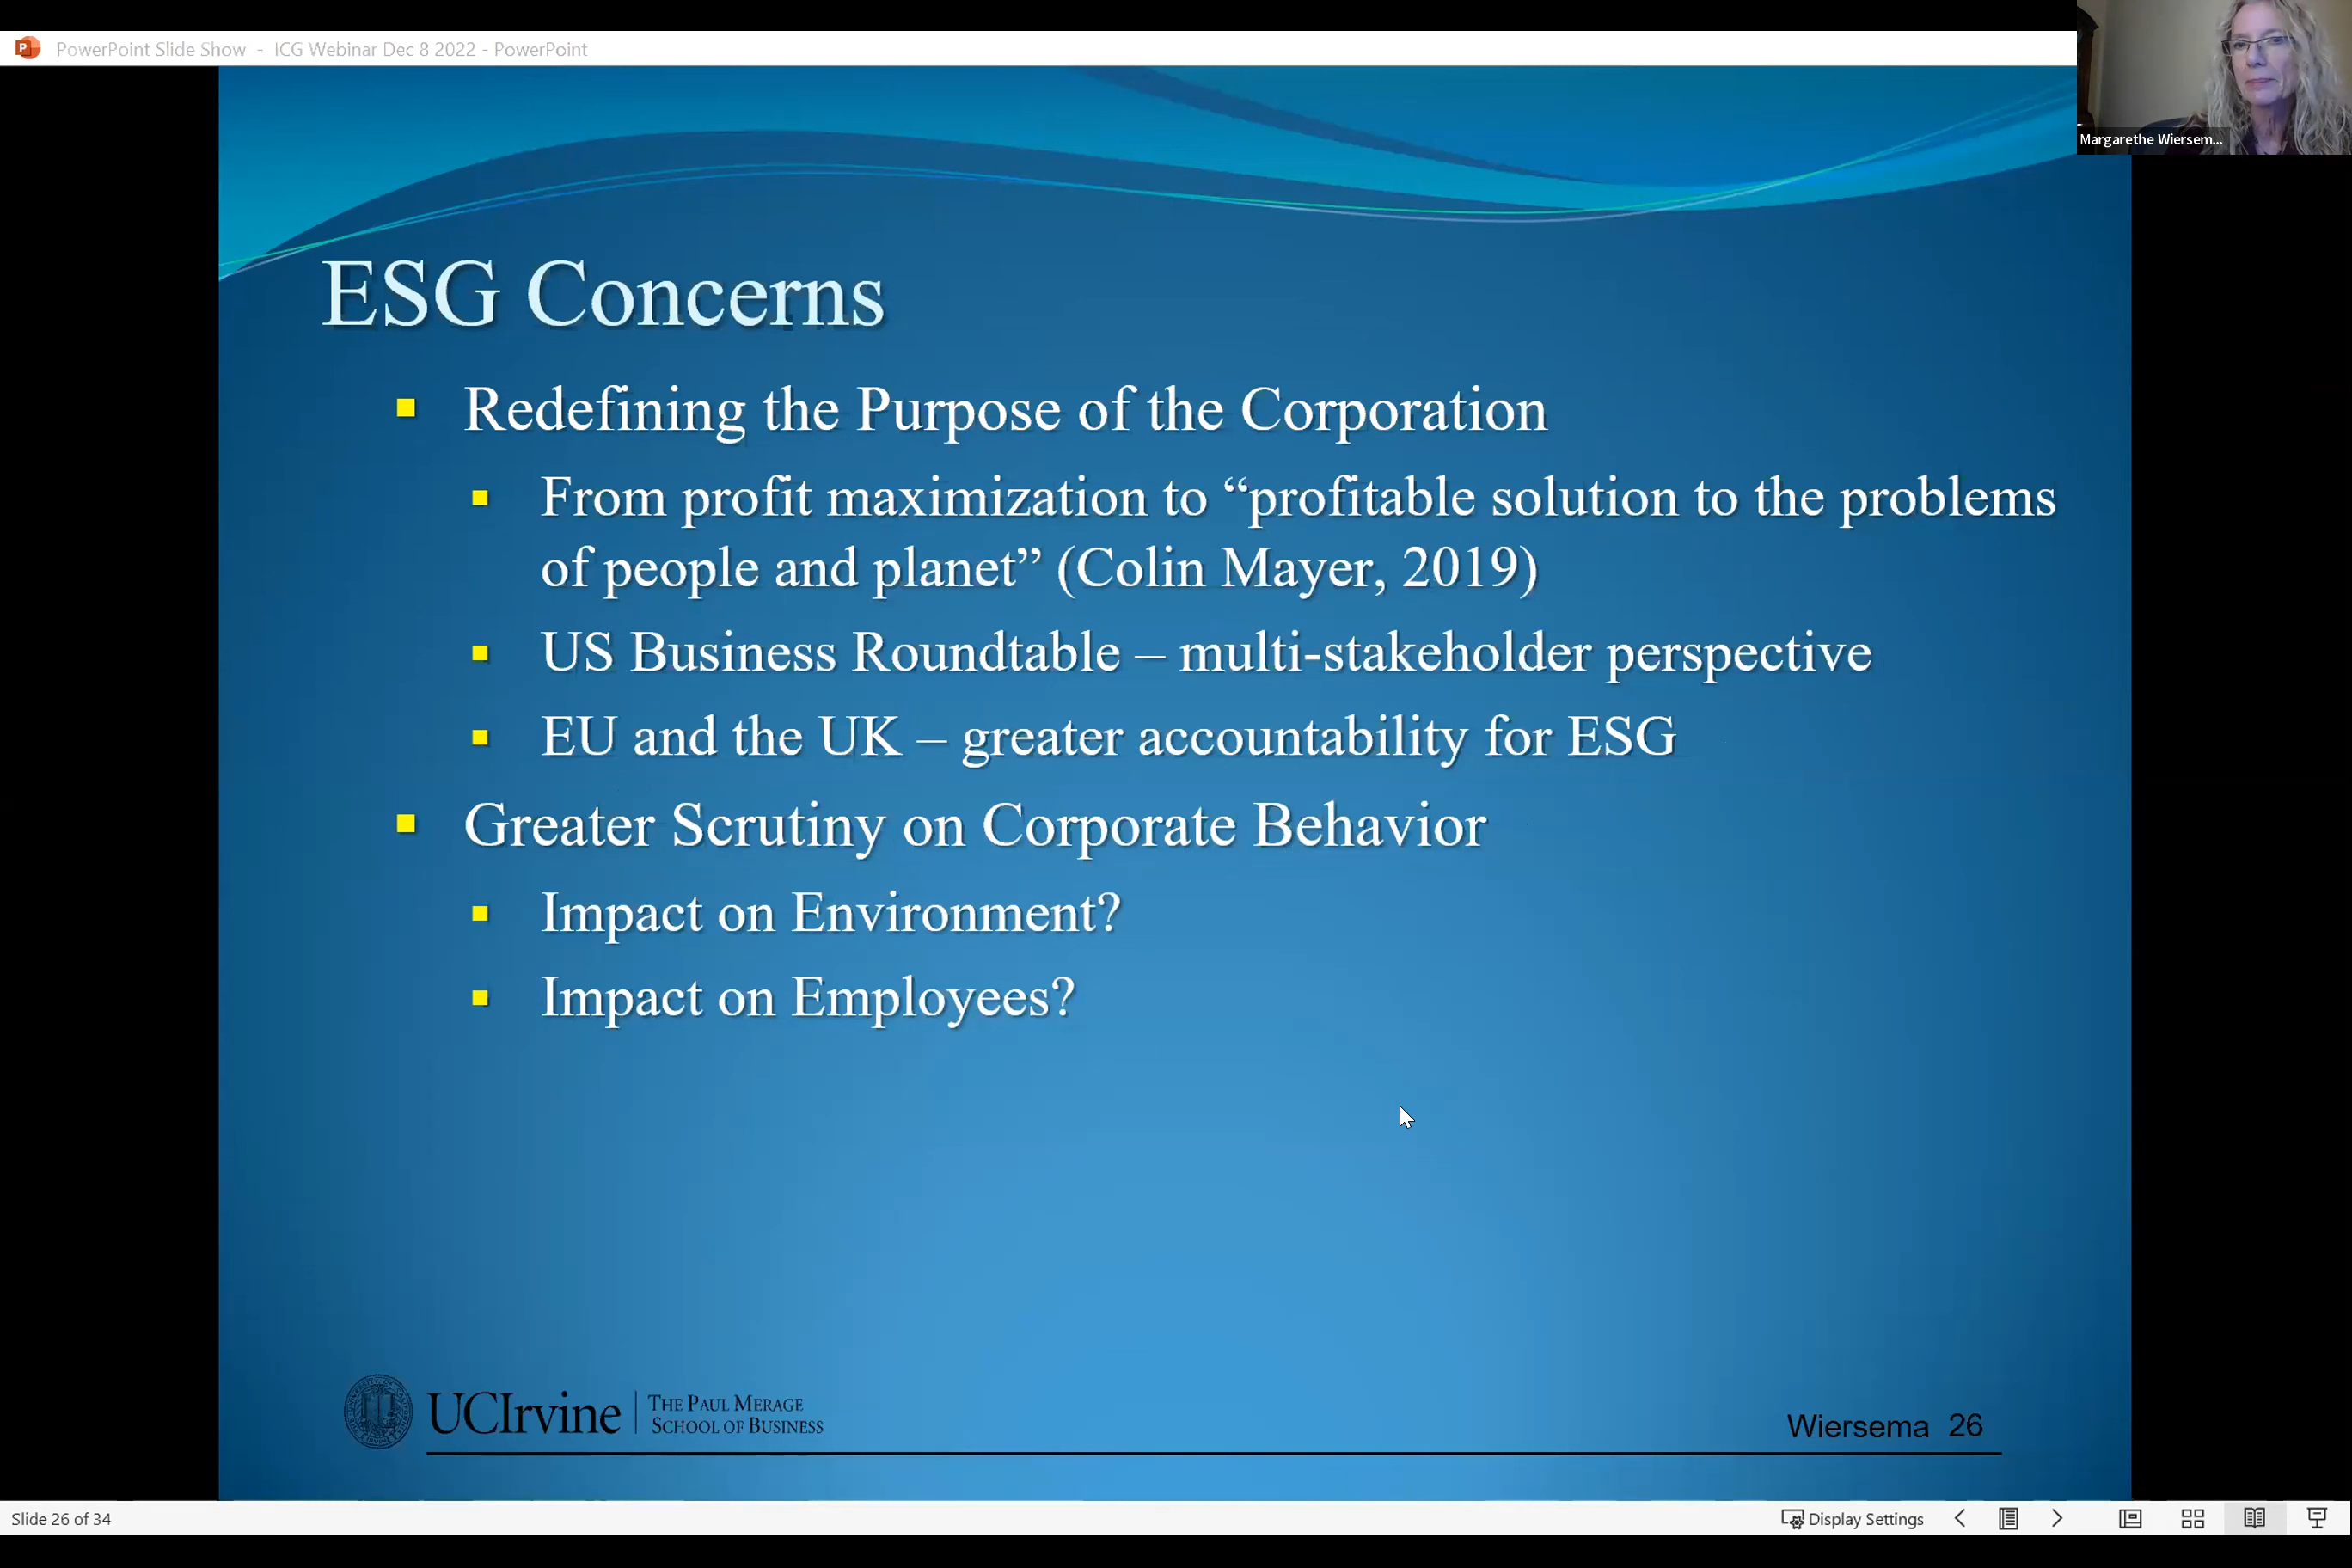 PowerPoint Slide Show - ICG Webinar Dec 8 2022 - PowerPoint
Margarethe Wiersem...
ESG Concerns
Redefining the Purpose of the Corporation
From profit maximization to “profitable solution to the problems
of people and planet” (Colin Mayer, 2019)
US Business Roundtable – multi-stakeholder perspective
EU and the UK – greater accountability for ESG
Greater Scrutiny on Corporate Behavior
Impact on Environment?
Impact on Employees?
UCIrvine
THE PAUL MERAGE
SCHOOL OF BUSINESS
Wiersema 26
Slide 26 of 34
Display Settings